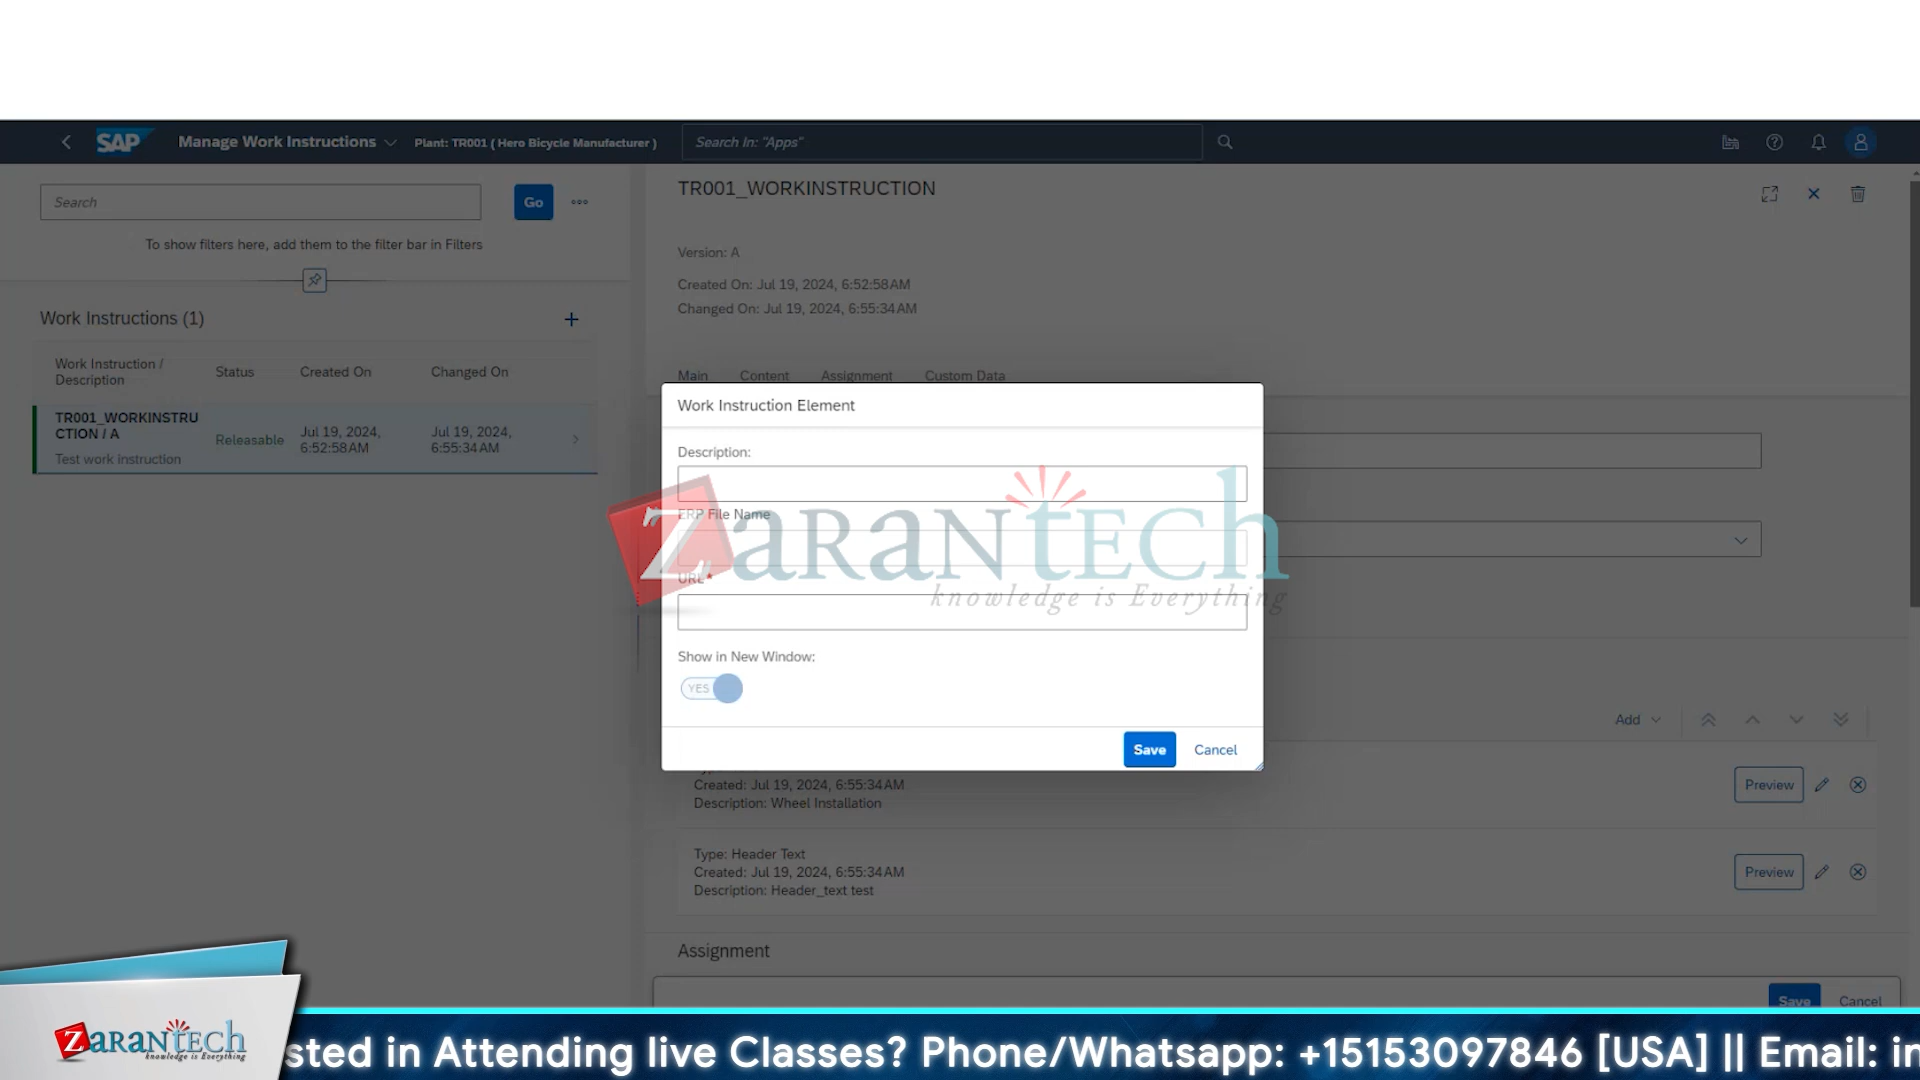 SAP
Manage Work Instructions
Plant: TR001 ( Hero Bicycle Manufacturer )
Search In: "Apps"
Search
Go
To show filters here, add them to the filter bar in Filters
Work Instructions (1)
Work Instruction / Description
Status
Created On
Changed On
TR001_WORKINSTRU
CTION / A
Test work instruction
Releasable
Jul 19, 2024,
6:52:58 AM
Jul 19, 2024,
6:55:34 AM
TR001_WORKINSTRUCTION
Version: A
Created On: Jul 19, 2024, 6:52:58 AM
Changed On: Jul 19, 2024, 6:55:34 AM
Main
Content
Assignment
Custom Data
Work Instruction Element
Description:
ERP File Name
URL *
Show in New Window:
YES
Save
Cancel
ZaranTech
knowledge is Everything
Add
Created: Jul 19, 2024, 6:55:34 AM
Description: Wheel Installation
Preview
Type: Header Text
Created: Jul 19, 2024, 6:55:34 AM
Description: Header_text test
Preview
Assignment
Save
Cancel
ZaranTech
knowledge is Everything
sted in Attending live Classes? Phone/Whatsapp: +15153097846 [USA] || Email: in